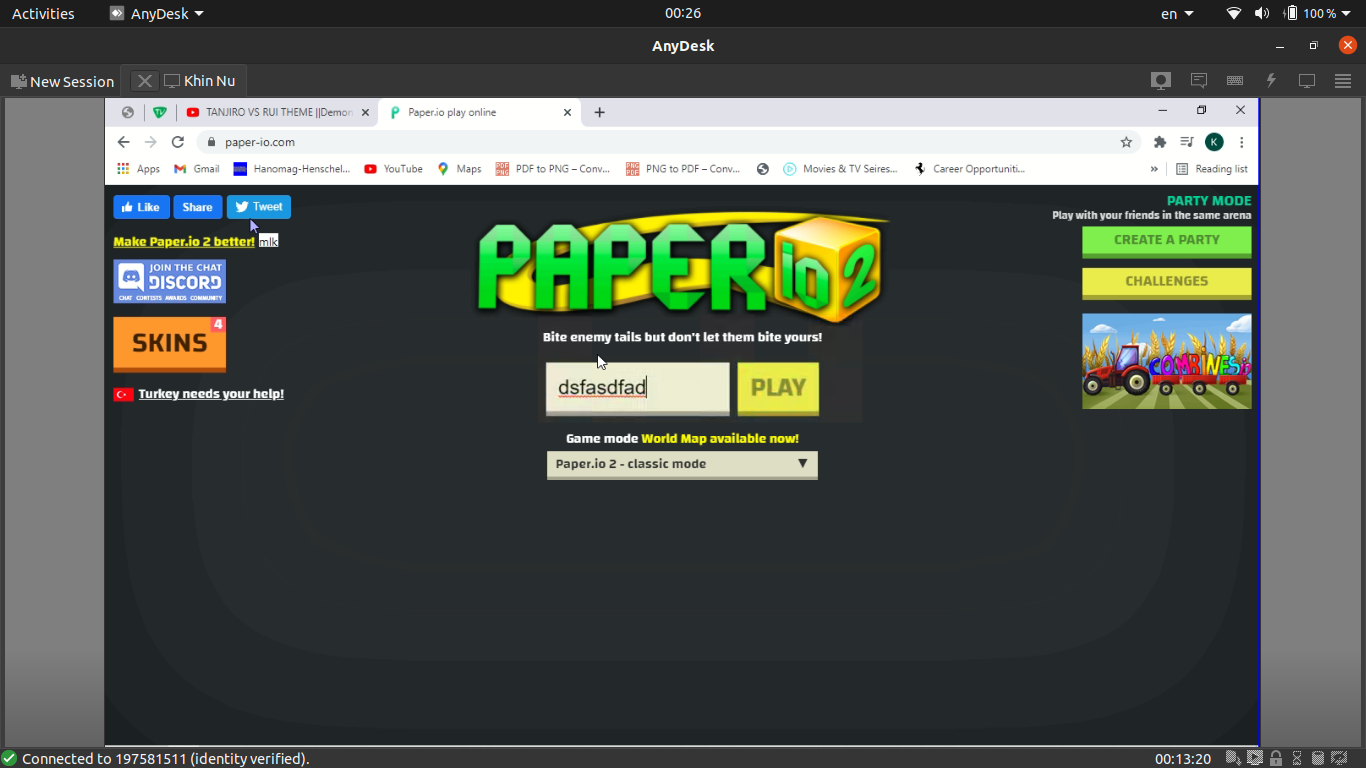 Activities AnyDesk 00:26 en 100 %
AnyDesk
New Session Khin Nu
TANJIRO VS RUI THEME ||Demon Paper.io play online
paper-io.com K
Apps Gmail Hanomag-Henschel... YouTube Maps PDF to PNG – Conv... PNG to PDF – Conv... Movies & TV Seires... Career Opportuniti... » Reading list
Like Share Tweet
PARTY MODE
Play with your friends in the same arena
Make Paper.io 2 better! mlk
CREATE A PARTY
JOIN THE CHAT
DISCORD
CHAT CONTESTS AWARDS COMMUNITY
PAPER io 2
CHALLENGES
SKINS 4
Bite enemy tails but don't let them bite yours!
COMBINES.io
dsfasdfad PLAY
Turkey needs your help!
Game mode World Map available now!
Paper.io 2 - classic mode
Connected to 197581511 (identity verified). 00:13:20